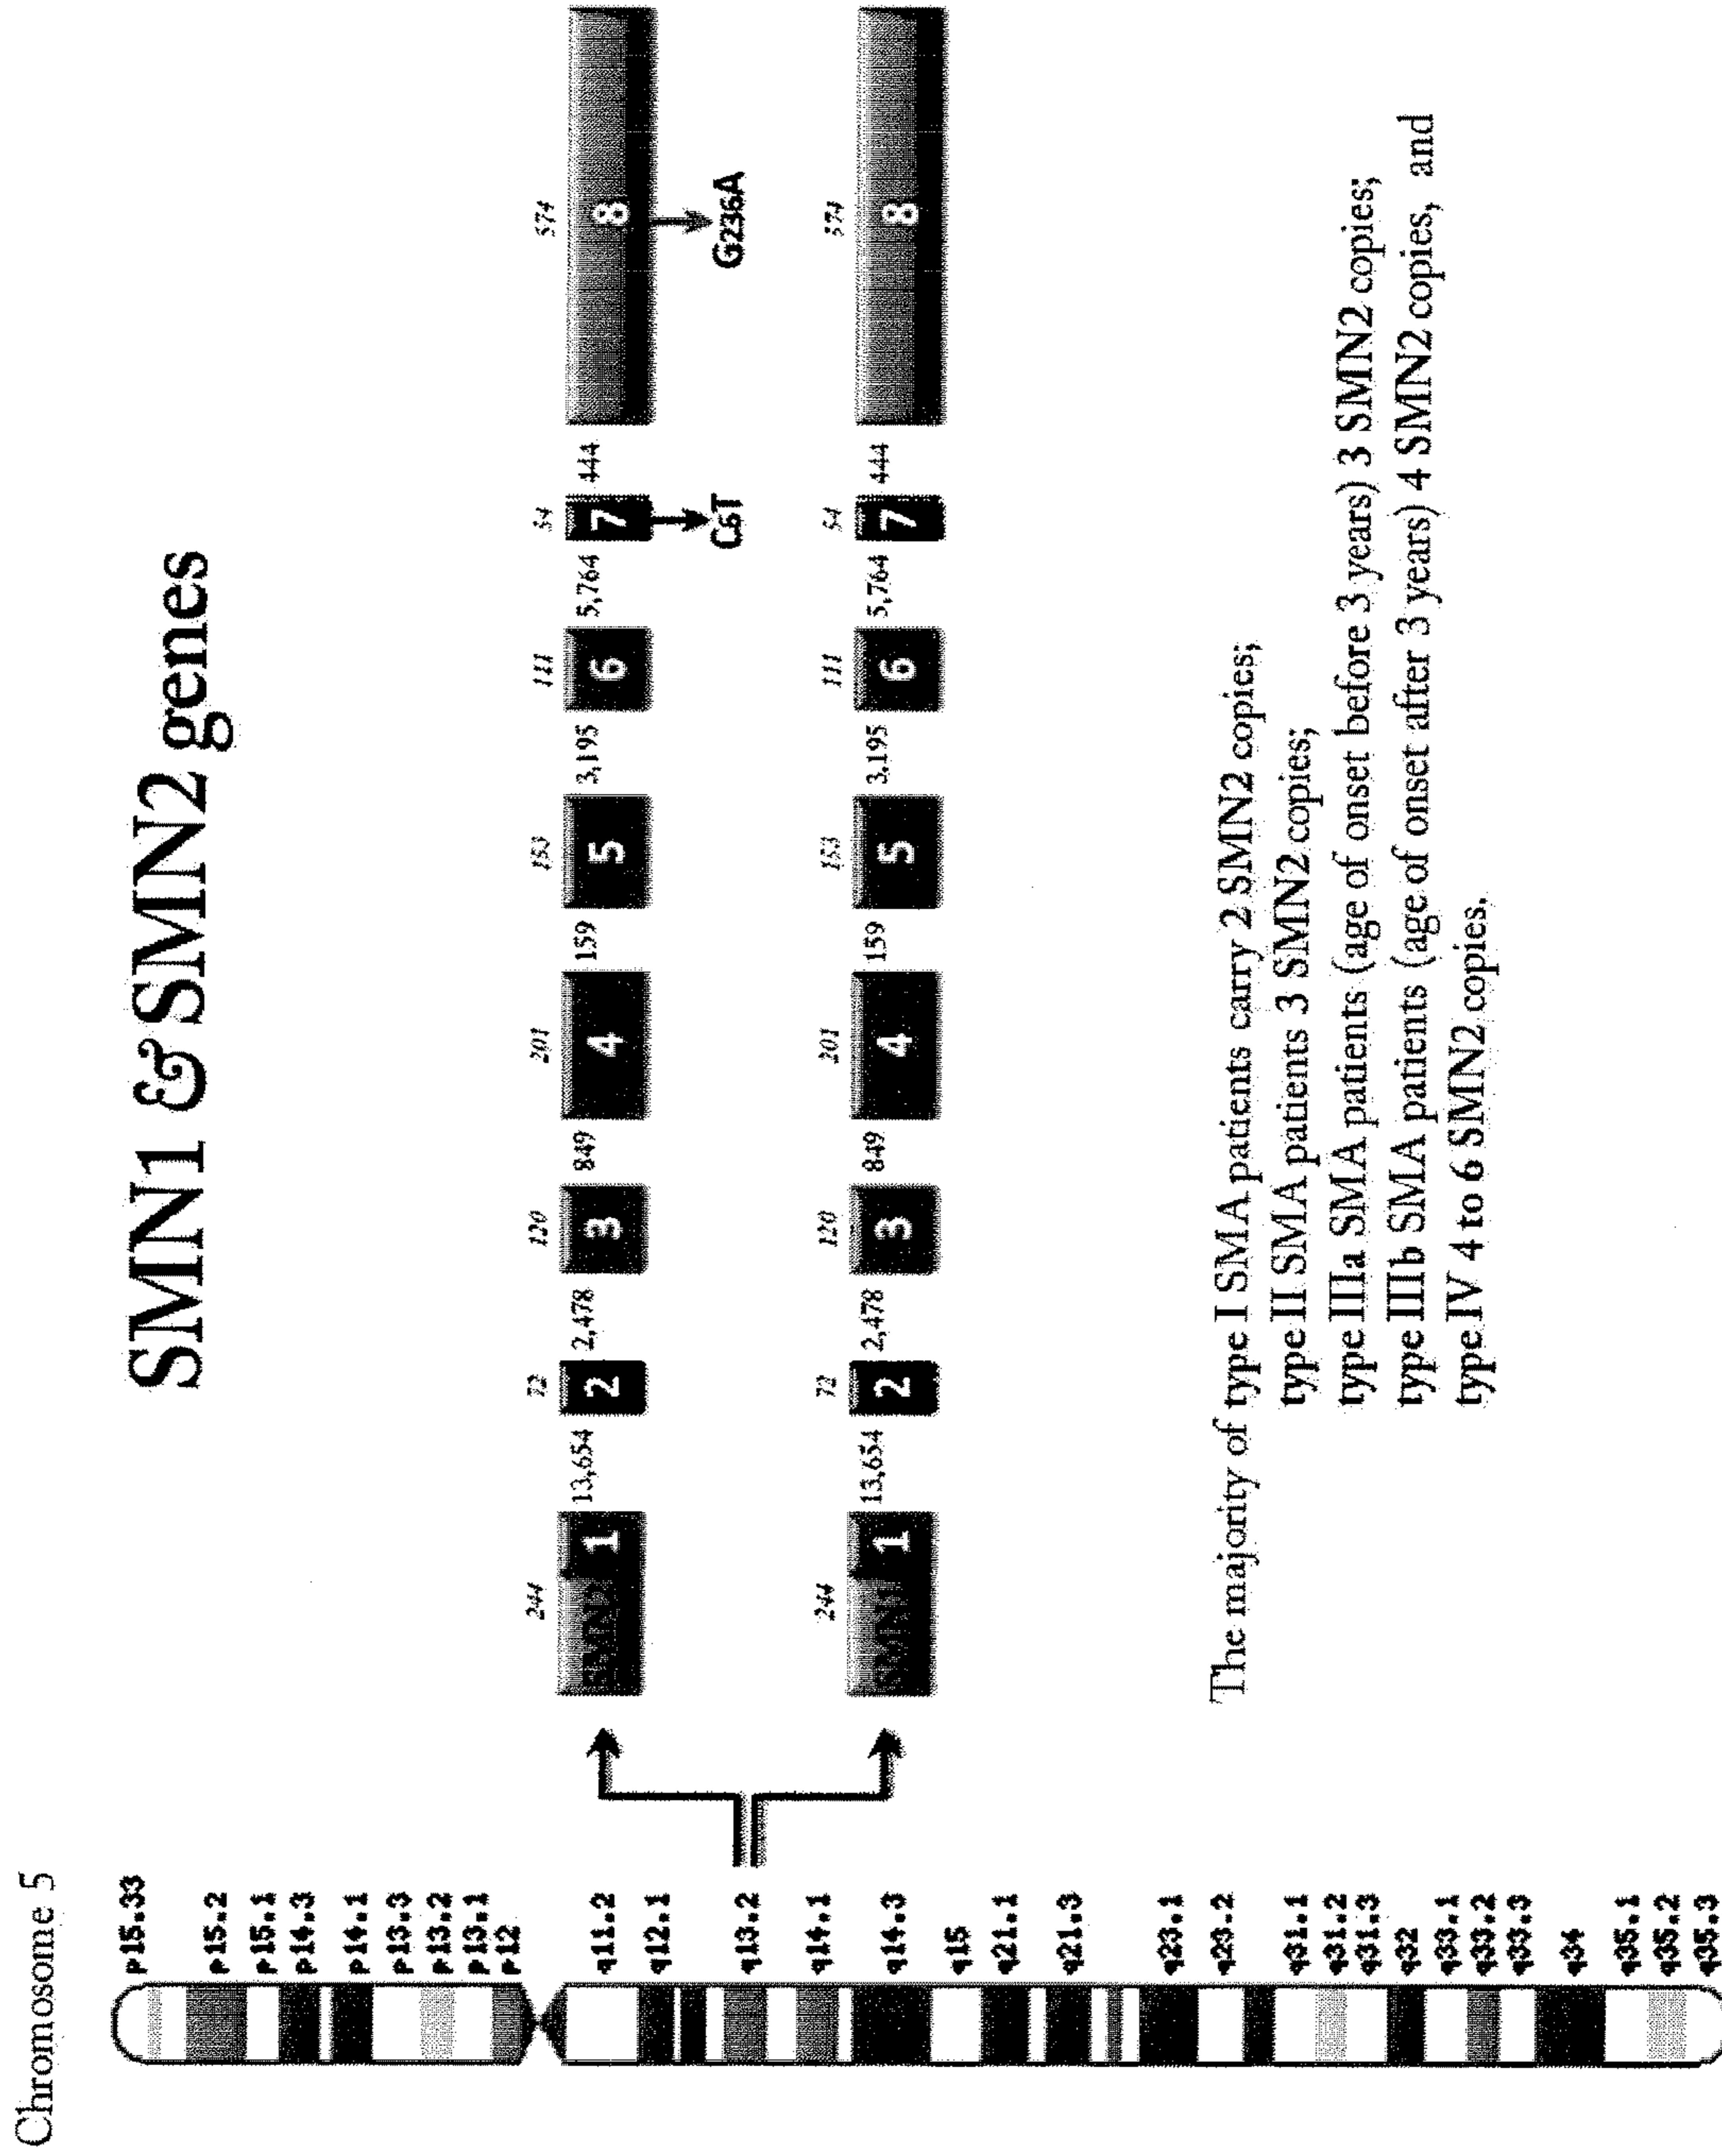 SMN1 & SMN2 genes
Chromosome 5
p15.33
p15.2
p15.1
p14.3
p14.1
p13.3
p13.2
p13.1
p12
q11.2
q12.1
q13.2
q14.1
q14.3
q15
q21.1
q21.3
q23.1
q23.2
q31.1
q31.2
q31.3
q32
q33.1
q33.2
q33.3
q34
q35.1
q35.2
q35.3
244 72 120 201 153 111 54 574
SMN2 1 13,654 2 2,478 3 849 4 159 5 3,195 6 5,764 7 444 8
C6T G236A
244 72 120 201 153 111 54 574
SMN1 1 13,654 2 2,478 3 849 4 159 5 3,195 6 5,764 7 444 8
The majority of type I SMA patients carry 2 SMN2 copies;
type II SMA patients 3 SMN2 copies;
type IIIa SMA patients (age of onset before 3 years) 3 SMN2 copies;
type IIIb SMA patients (age of onset after 3 years) 4 SMN2 copies, and
type IV 4 to 6 SMN2 copies.